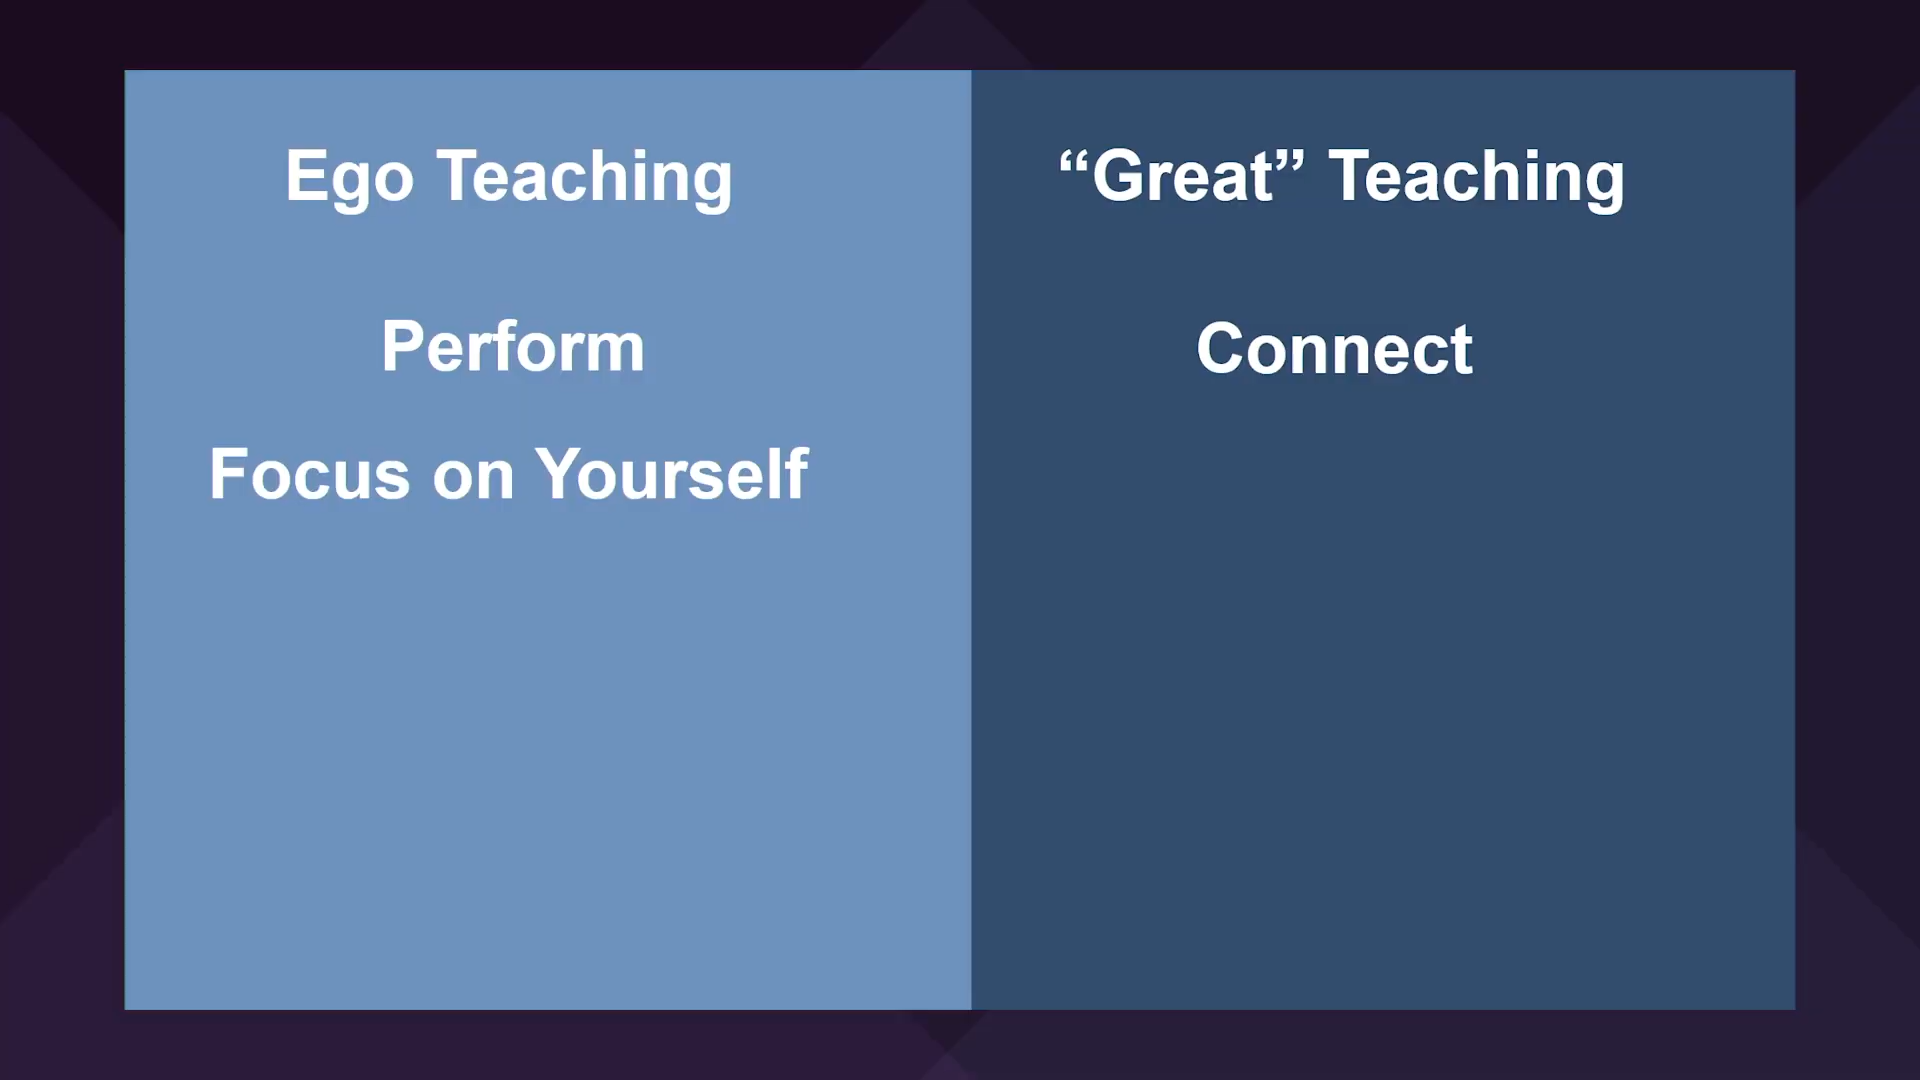 Ego Teaching
Perform
Focus on Yourself
“Great” Teaching
Connect